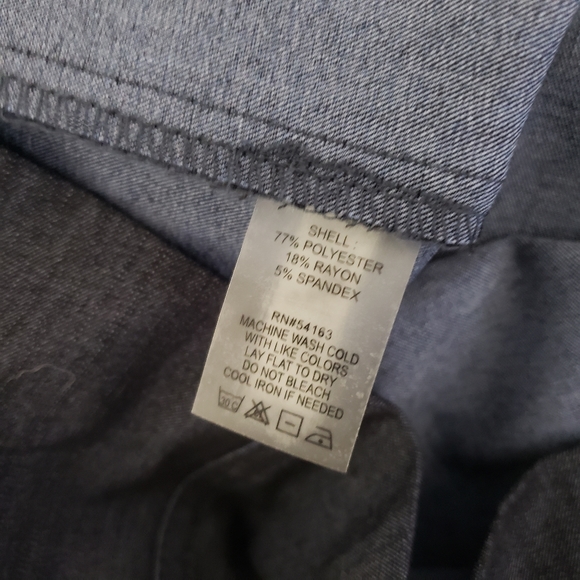 SHELL :
77% POLYESTER
18% RAYON
5% SPANDEX
RN#54163
MACHINE WASH COLD
WITH LIKE COLORS
LAY FLAT TO DRY
DO NOT BLEACH
COOL IRON IF NEEDED
30C